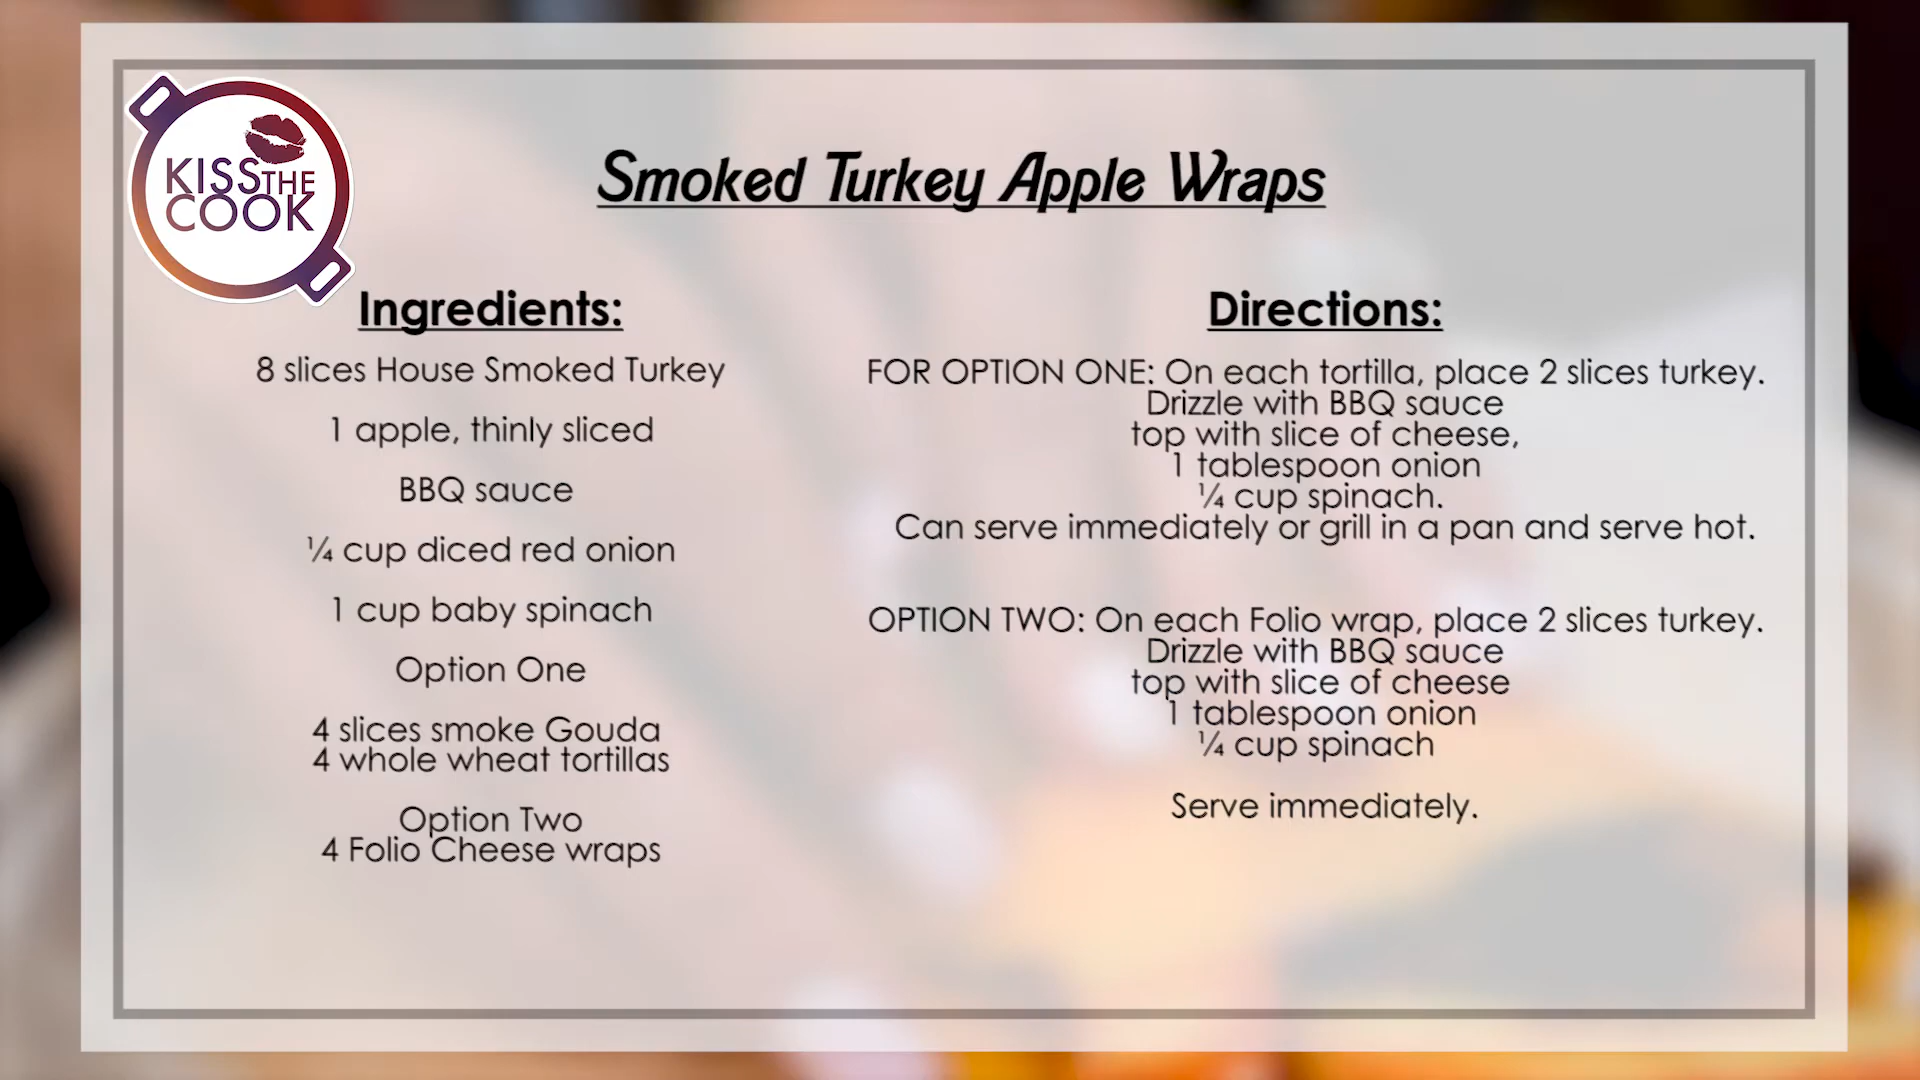 KISS THE
COOK
Smoked Turkey Apple Wraps
Ingredients:
8 slices House Smoked Turkey
1 apple, thinly sliced
BBQ sauce
¼ cup diced red onion
1 cup baby spinach
Option One
4 slices smoke Gouda
4 whole wheat tortillas
Option Two
4 Folio Cheese wraps
Directions:
FOR OPTION ONE: On each tortilla, place 2 slices turkey.
Drizzle with BBQ sauce
top with slice of cheese,
1 tablespoon onion
¼ cup spinach.
Can serve immediately or grill in a pan and serve hot.
OPTION TWO: On each Folio wrap, place 2 slices turkey.
Drizzle with BBQ sauce
top with slice of cheese
1 tablespoon onion
¼ cup spinach
Serve immediately.